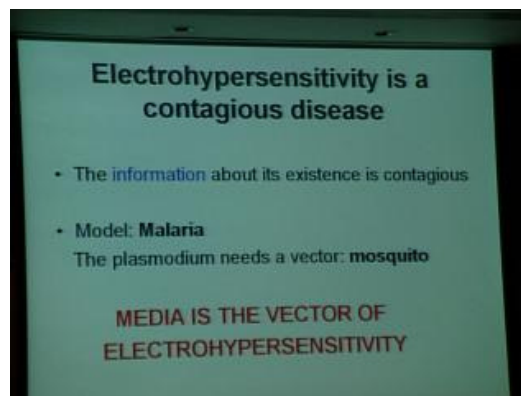 Electrohypersensitivity is a
contagious disease
• The information about its existence is contagious
• Model: Malaria
The plasmodium needs a vector: mosquito
MEDIA IS THE VECTOR OF
ELECTROHYPERSENSITIVITY